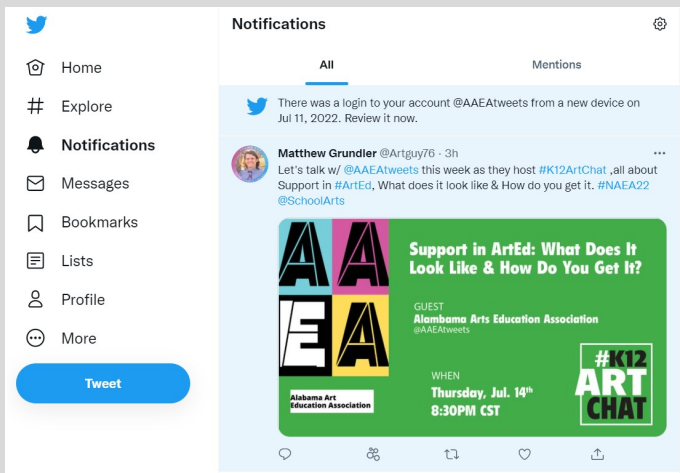 Home
Explore
Notifications
Messages
Bookmarks
Lists
Profile
More
Tweet
Notifications
All
Mentions
There was a login to your account @AAEAtweets from a new device on
Jul 11, 2022. Review it now.
Matthew Grundler @Artguy76 · 3h
Let's talk w/ @AAEAtweets this week as they host #K12ArtChat ,all about
Support in #ArtEd, What does it look like & How do you get it. #NAEA22
@SchoolArts
AA
EA
Alabama Art
Education Association
Support in ArtEd: What Does It
Look Like & How Do You Get It?
GUEST
Alambama Arts Education Association
@AAEAtweets
WHEN
Thursday, Jul. 14th
8:30PM CST
#K12
ART
CHAT